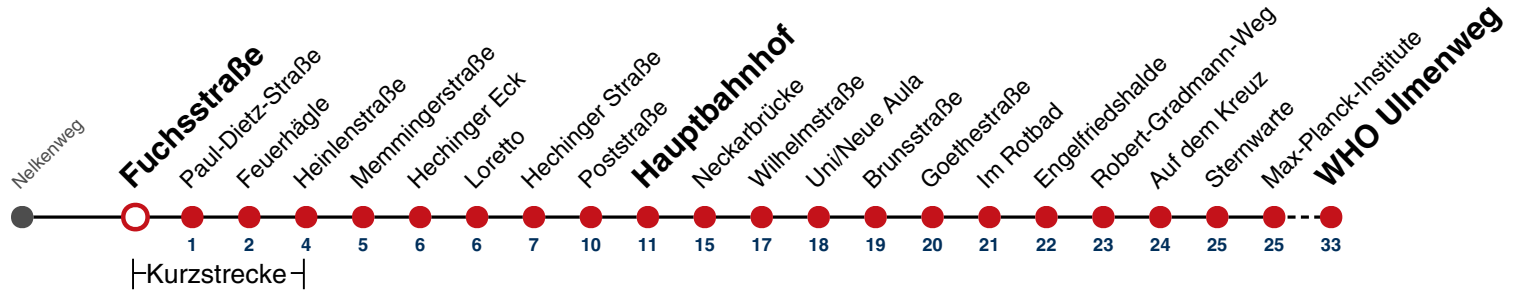 Nelkenweg
Fuchsstraße
Paul-Dietz-Straße
Feuerhägle
Heinlenstraße
Memmingerstraße
Hechinger Eck
Loretto
Hechinger Straße
Poststraße
Hauptbahnhof
Neckarbrücke
Wilhelmstraße
Uni/Neue Aula
Brunsstraße
Goethestraße
Im Rotbad
Engelfriedshalde
Robert-Gradmann-Weg
Auf dem Kreuz
Sternwarte
Max-Planck-Institute
WHO Ulmenweg
1 2 4 5 6 6 7 10 11 15 17 18 19 20 21 22 23 24 25 25 33
Kurzstrecke